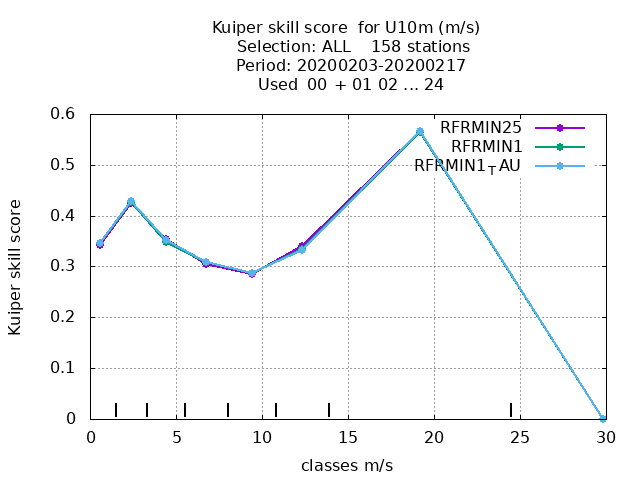 Kuiper skill score  for U10m (m/s)
Selection: ALL    158 stations
Period: 20200203-20200217
Used  00  + 01 02 ... 24
RFRMIN25
RFRMIN1
RFRMIN1TAU
Kuiper skill score
0.6
0.5
0.4
0.3
0.2
0.1
0
0 5 10 15 20 25 30
classes m/s